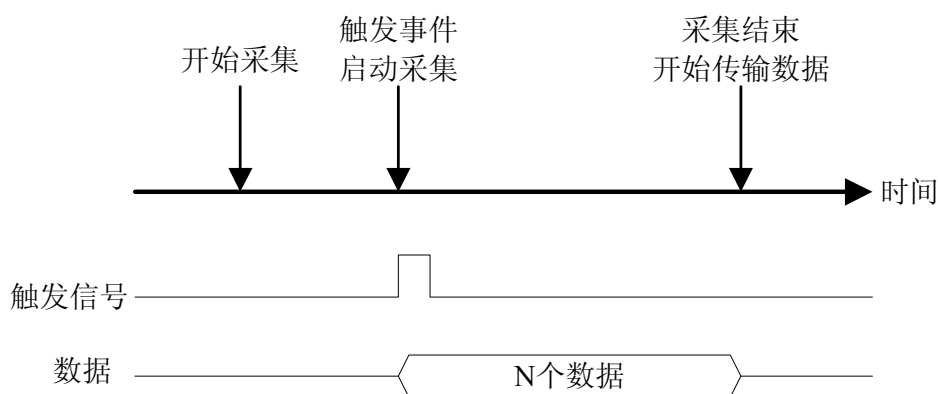 开始采集
触发事件
启动采集
采集结束
开始传输数据
时间
触发信号
数据
N个数据